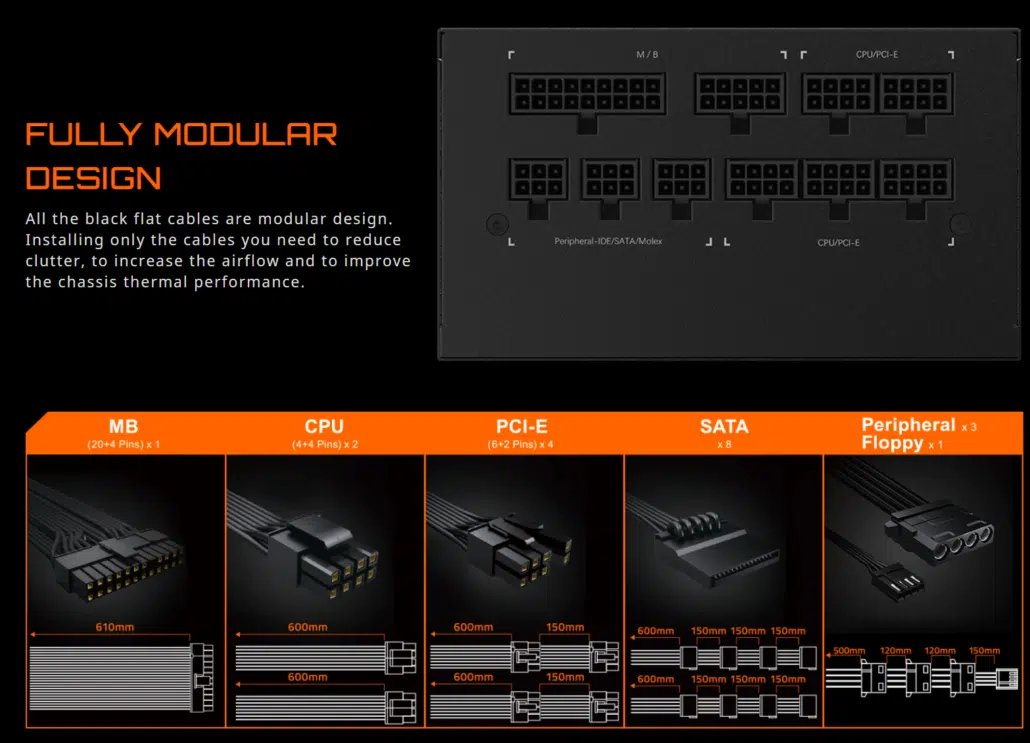 FULLY MODULAR
DESIGN
All the black flat cables are modular design.
Installing only the cables you need to reduce
clutter, to increase the airflow and to improve
the chassis thermal performance.
M / B
CPU/PCI-E
Peripheral-IDE/SATA/Molex
CPU/PCI-E
MB
(20+4 Pins) x 1
CPU
(4+4 Pins) x 2
PCI-E
(6+2 Pins) x 4
SATA
x 8
Peripheral x 3
Floppy x 1
610mm
600mm
600mm
600mm 150mm
600mm 150mm
600mm 150mm 150mm 150mm
600mm 150mm 150mm 150mm
500mm 120mm 120mm 150mm